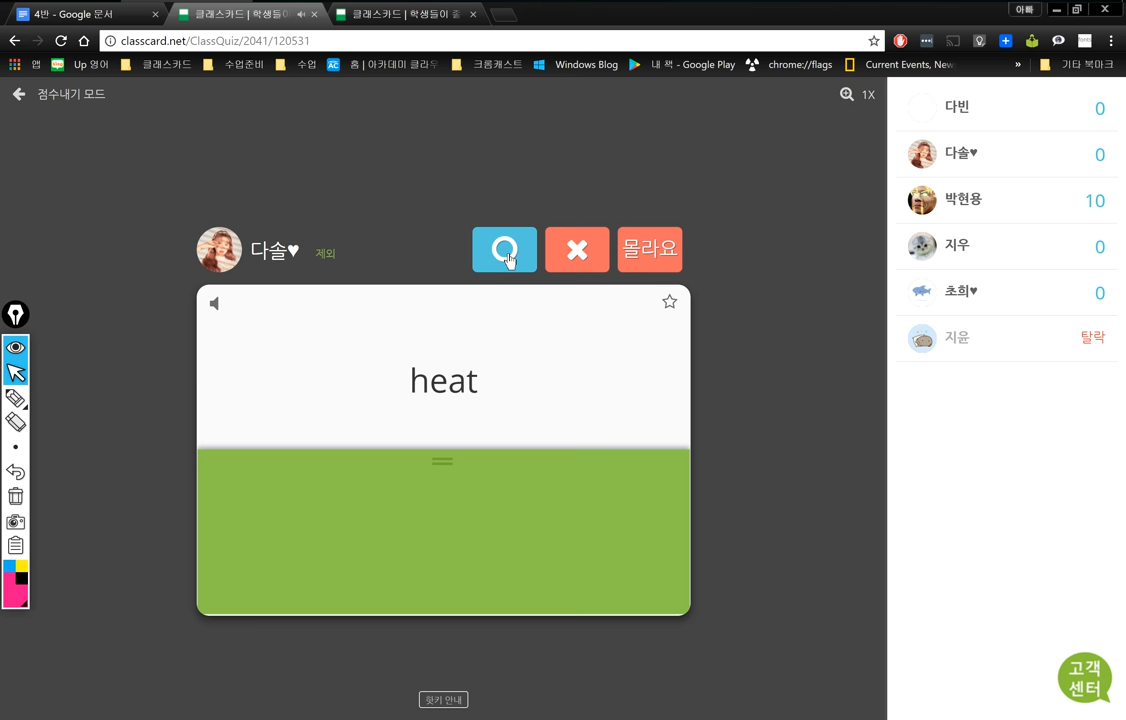 4반 - Google 문서
클래스카드 | 학생들이
클래스카드 | 학생들이 좋
아빠
classcard.net/ClassQuiz/2041/120531
앱
Up 영어
클래스카드
수업준비
수업
홈 | 아카데미 클라우
크롬캐스트
Windows Blog
내 책 - Google Play
chrome://flags
Current Events, New
»
기타 북마크
점수내기 모드
1X
다솔♥
제외
몰라요
heat
핫키 안내
다빈 0
다솔♥ 0
박현용 10
지우 0
초희♥ 0
지윤 탈락
고객
센터